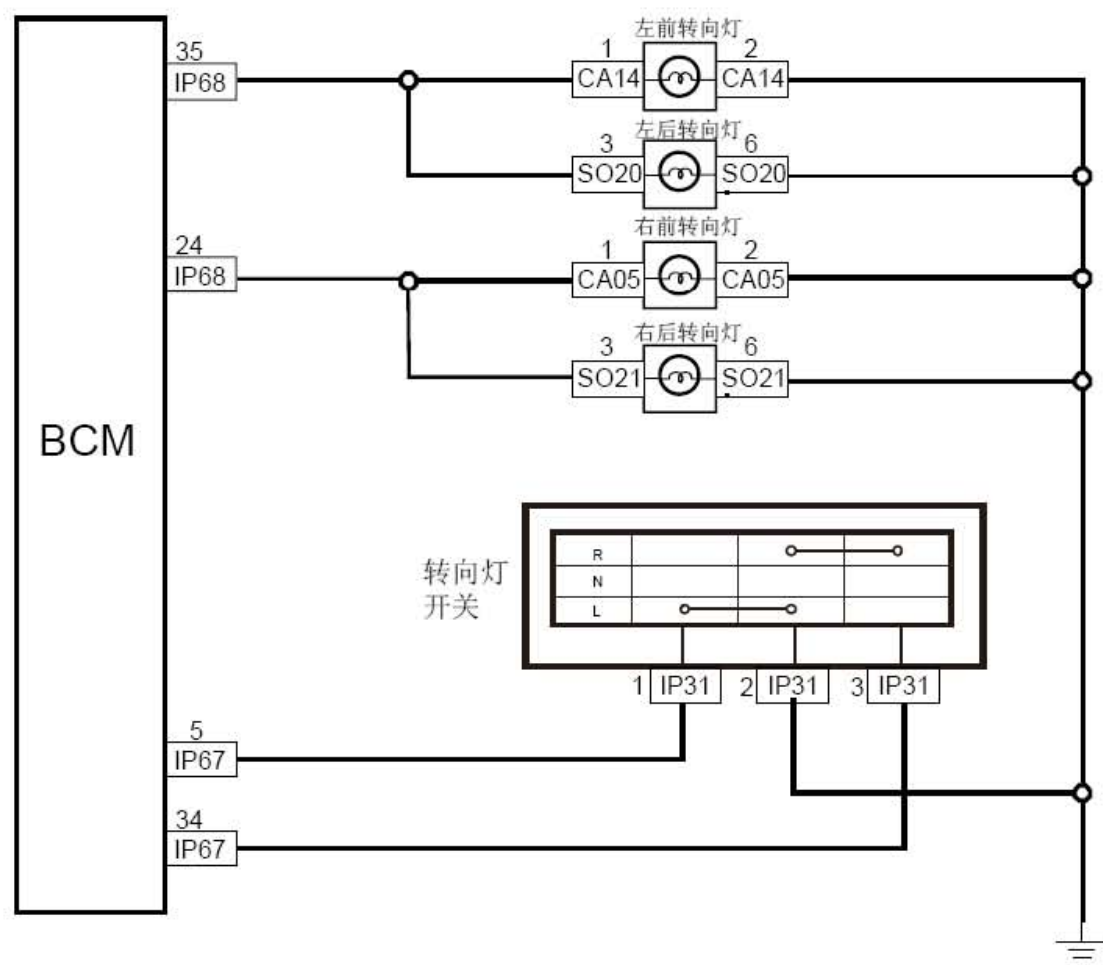 左前转向灯
35
1
2
IP68
CA14
CA14
左后转向灯
3
6
SO20
SO20
右前转向灯
24
1
2
IP68
CA05
CA05
右后转向灯
3
6
SO21
SO21
BCM
转向灯
开关
R
N
L
1 IP31
2 IP31
3 IP31
5
IP67
34
IP67